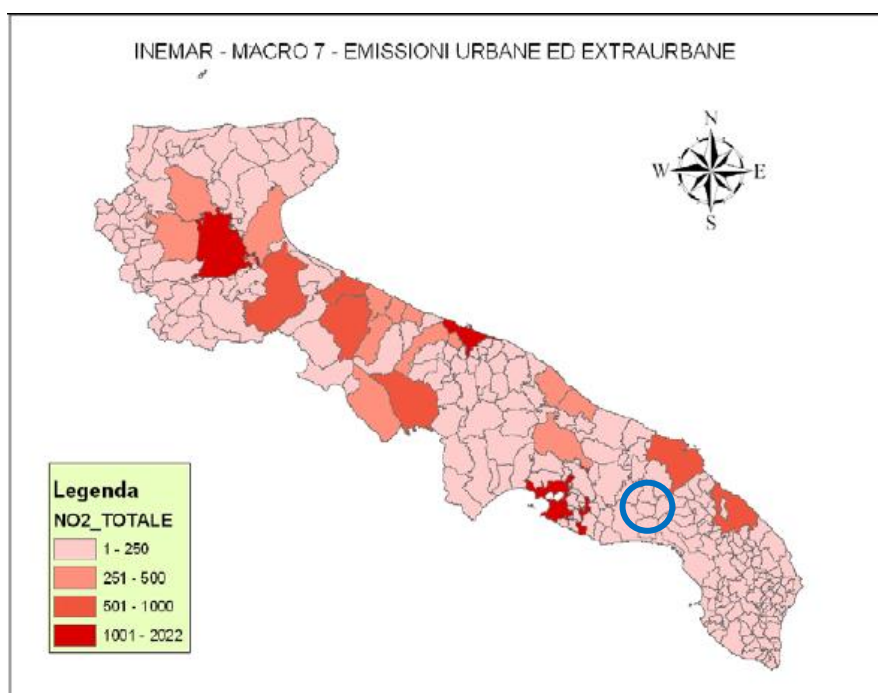 INEMAR - MACRO 7 - EMISSIONI URBANE ED EXTRAURBANE
N
W
E
S
Legenda
NO2_TOTALE
1 - 250
251 - 500
501 - 1000
1001 - 2022